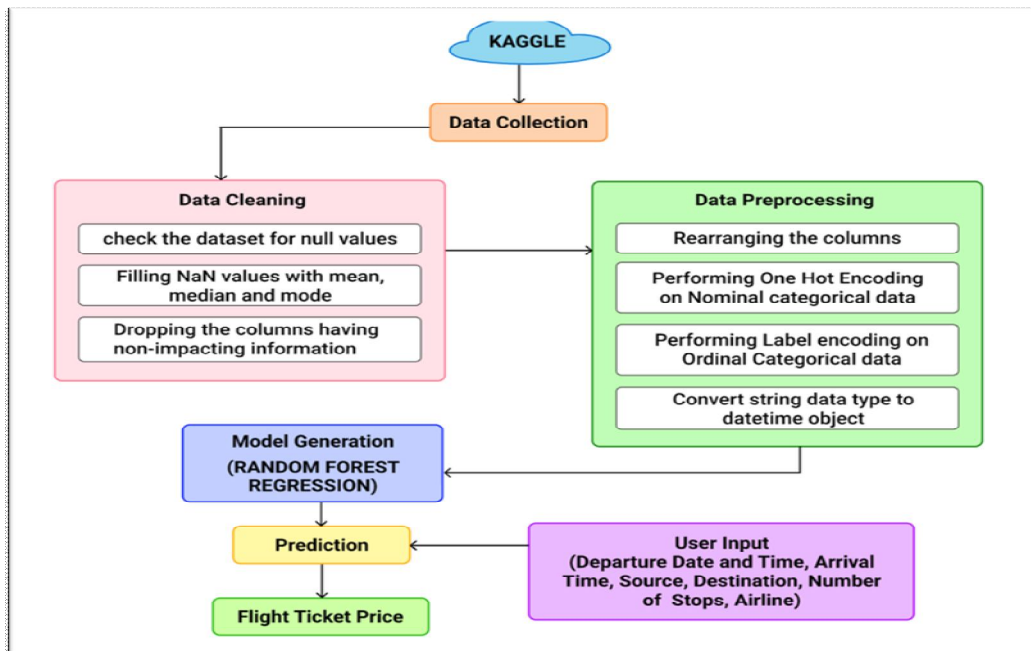 KAGGLE
Data Collection
Data Cleaning
check the dataset for null values
Filling NaN values with mean,
median and mode
Dropping the columns having
non-impacting information
Data Preprocessing
Rearranging the columns
Performing One Hot Encoding
on Nominal categorical data
Performing Label encoding on
Ordinal Categorical data
Convert string data type to
datetime object
Model Generation
(RANDOM FOREST
REGRESSION)
Prediction
User Input
(Departure Date and Time, Arrival
Time, Source, Destination, Number
of Stops, Airline)
Flight Ticket Price